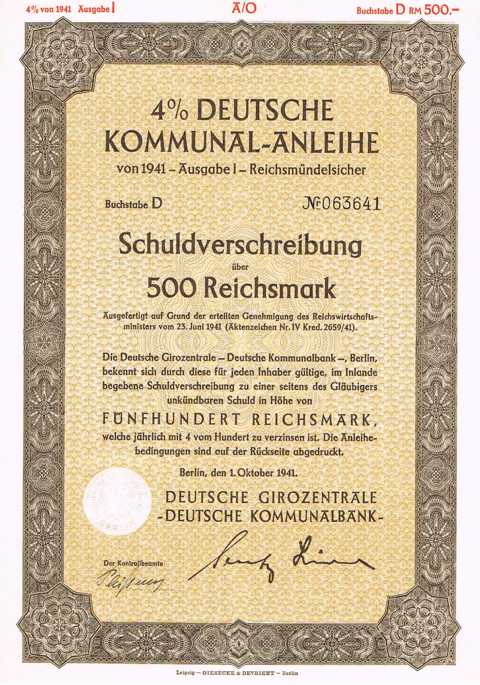 4% von 1941 Ausgabe I A/O Buchstabe D RM 500,–
4% DEUTSCHE
KOMMUNAL-ANLEIHE
von 1941 – Ausgabe I – Reichsmündelsicher
Buchstabe D № 063641
Schuldverschreibung
über
500 Reichsmark
Ausgefertigt auf Grund der erteilten Genehmigung des Reichswirtschafts-
ministers vom 23. Juni 1941 (Aktenzeichen Nr. IV Kred. 2659/41).
Die Deutsche Girozentrale – Deutsche Kommunalbank –, Berlin,
bekennt sich durch diese für jeden Inhaber gültige, im Inlande
begebene Schuldverschreibung zu einer seitens des Gläubigers
unkündbaren Schuld in Höhe von
FÜNFHUNDERT REICHSMARK,
welche jährlich mit 4 vom Hundert zu verzinsen ist. Die Anleihe-
bedingungen sind auf der Rückseite abgedruckt.
Berlin, den 1. Oktober 1941.
DEUTSCHE GIROZENTRALE
-DEUTSCHE KOMMUNALBANK-
Der Kontrollbeamte
Leipzig – GIESECKE & DEVRIENT – Berlin